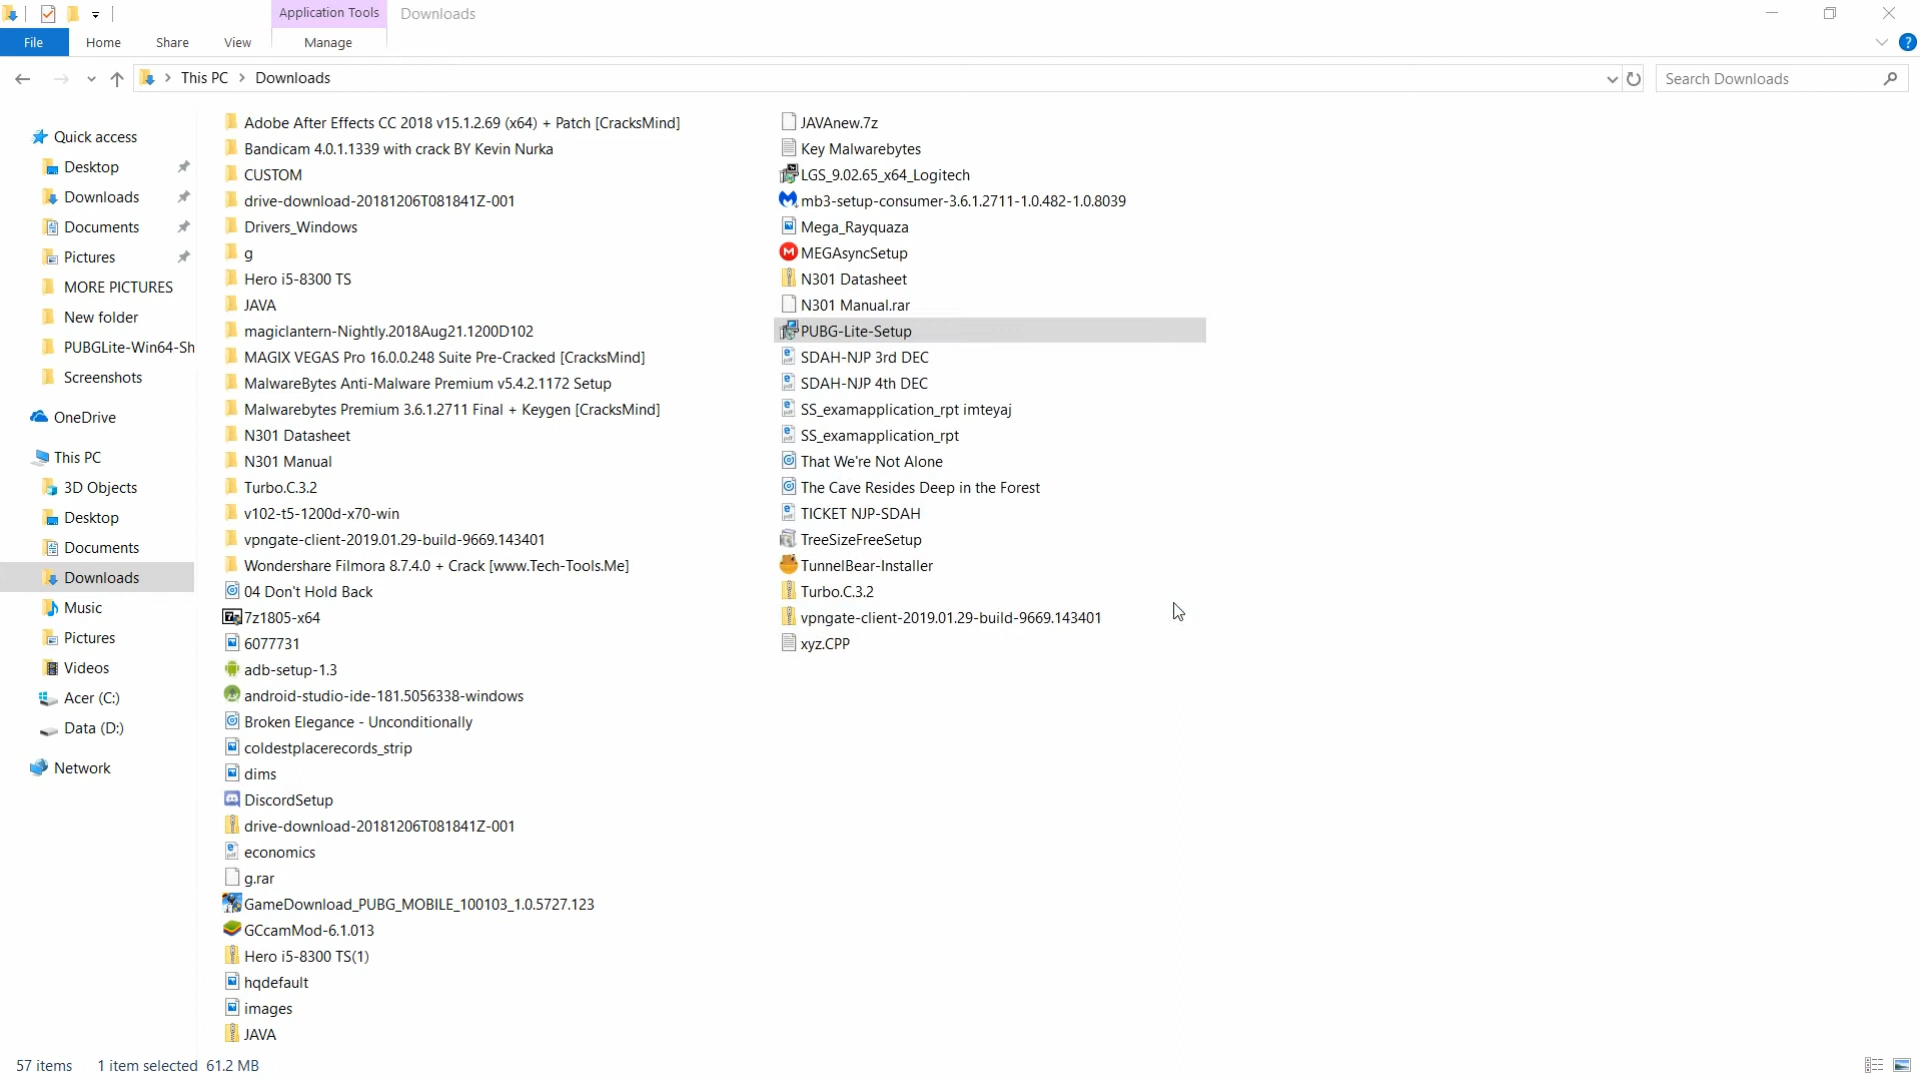 Application Tools
Downloads
File
Home
Share
View
Manage
This PC
Downloads
Search Downloads
Quick access
Desktop
Downloads
Documents
Pictures
MORE PICTURES
New folder
PUBGLite-Win64-Sh
Screenshots
OneDrive
This PC
3D Objects
Desktop
Documents
Downloads
Music
Pictures
Videos
Acer (C:)
Data (D:)
Network
Adobe After Effects CC 2018 v15.1.2.69 (x64) + Patch [CracksMind]
Bandicam 4.0.1.1339 with crack BY Kevin Nurka
CUSTOM
drive-download-20181206T081841Z-001
Drivers_Windows
g
Hero i5-8300 TS
JAVA
magiclantern-Nightly.2018Aug21.1200D102
MAGIX VEGAS Pro 16.0.0.248 Suite Pre-Cracked [CracksMind]
MalwareBytes Anti-Malware Premium v5.4.2.1172 Setup
Malwarebytes Premium 3.6.1.2711 Final + Keygen [CracksMind]
N301 Datasheet
N301 Manual
Turbo.C.3.2
v102-t5-1200d-x70-win
vpngate-client-2019.01.29-build-9669.143401
Wondershare Filmora 8.7.4.0 + Crack [www.Tech-Tools.Me]
04 Don't Hold Back
7z1805-x64
6077731
adb-setup-1.3
android-studio-ide-181.5056338-windows
Broken Elegance - Unconditionally
coldestplacerecords_strip
dims
DiscordSetup
drive-download-20181206T081841Z-001
economics
g.rar
GameDownload_PUBG_MOBILE_100103_1.0.5727.123
GCcamMod-6.1.013
Hero i5-8300 TS(1)
hqdefault
images
JAVA
JAVAnew.7z
Key Malwarebytes
LGS_9.02.65_x64_Logitech
mb3-setup-consumer-3.6.1.2711-1.0.482-1.0.8039
Mega_Rayquaza
MEGAsyncSetup
N301 Datasheet
N301 Manual.rar
PUBG-Lite-Setup
SDAH-NJP 3rd DEC
SDAH-NJP 4th DEC
SS_examapplication_rpt imteyaj
SS_examapplication_rpt
That We're Not Alone
The Cave Resides Deep in the Forest
TICKET NJP-SDAH
TreeSizeFreeSetup
TunnelBear-Installer
Turbo.C.3.2
vpngate-client-2019.01.29-build-9669.143401
xyz.CPP
57 items
1 item selected 61.2 MB